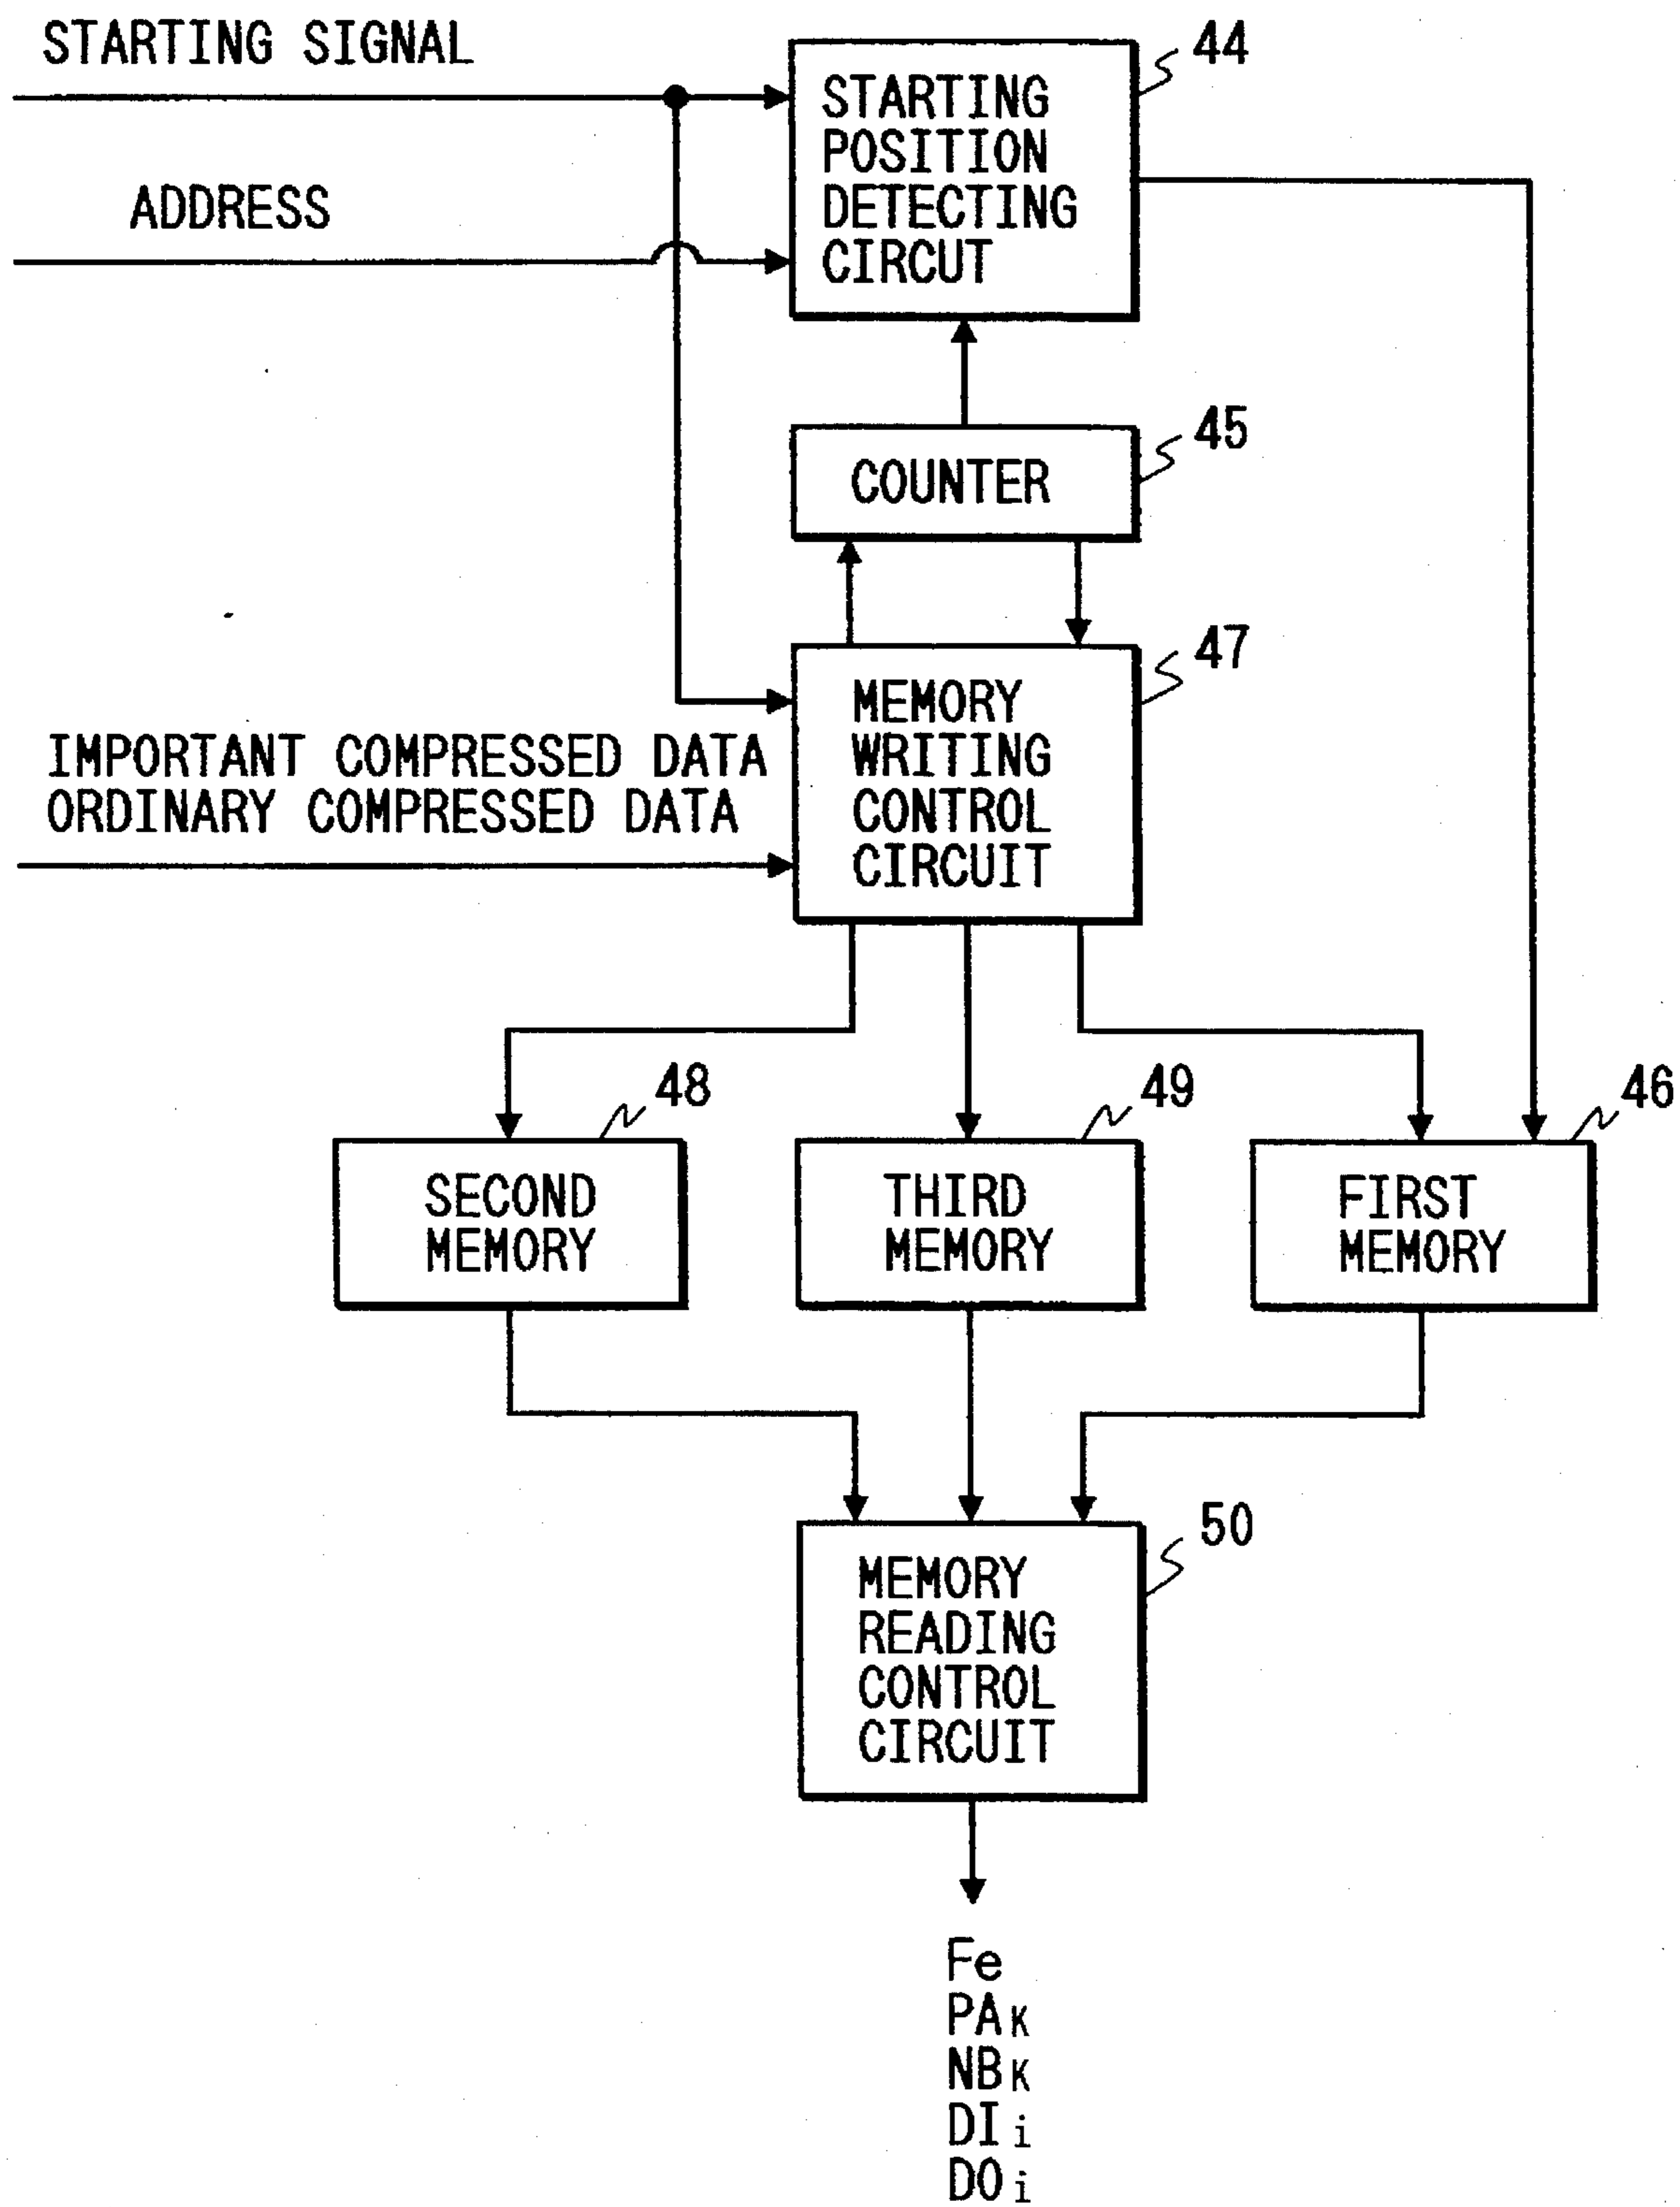 STARTING SIGNAL
44
STARTING
POSITION
DETECTING
CIRCUT
ADDRESS
45
COUNTER
47
MEMORY
WRITING
CONTROL
CIRCUIT
IMPORTANT COMPRESSED DATA
ORDINARY COMPRESSED DATA
48
49
46
SECOND
MEMORY
THIRD
MEMORY
FIRST
MEMORY
50
MEMORY
READING
CONTROL
CIRCUIT
Fe
PAK
NBK
DIi
DOi